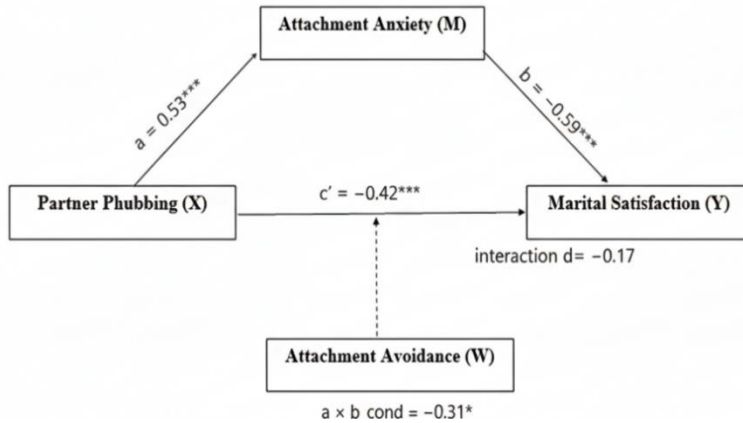 Attachment Anxiety (M)
a = 0.53***
b = −0.59***
Partner Phubbing (X)
c′ = −0.42***
Marital Satisfaction (Y)
interaction d= −0.17
Attachment Avoidance (W)
a × b cond = −0.31*